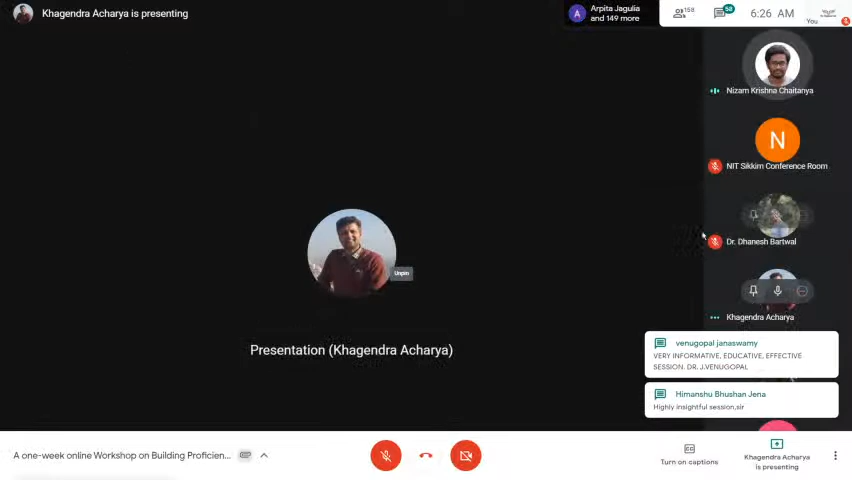 Khagendra Acharya is presenting
A
Arpita Jagulia
and 149 more
158
58
6:26 AM
You
Nizam Krishna Chaitanya
N
NIT Sikkim Conference Room
Dr. Dhanesh Bartwal
Unpin
Khagendra Acharya
Presentation (Khagendra Acharya)
venugopal janaswamy
VERY INFORMATIVE, EDUCATIVE, EFFECTIVE
SESSION. DR. J.VENUGOPAL
Himanshu Bhushan Jena
Highly insightful session,sir
A one-week online Workshop on Building Proficien...
Turn on captions
Khagendra Acharya
is presenting